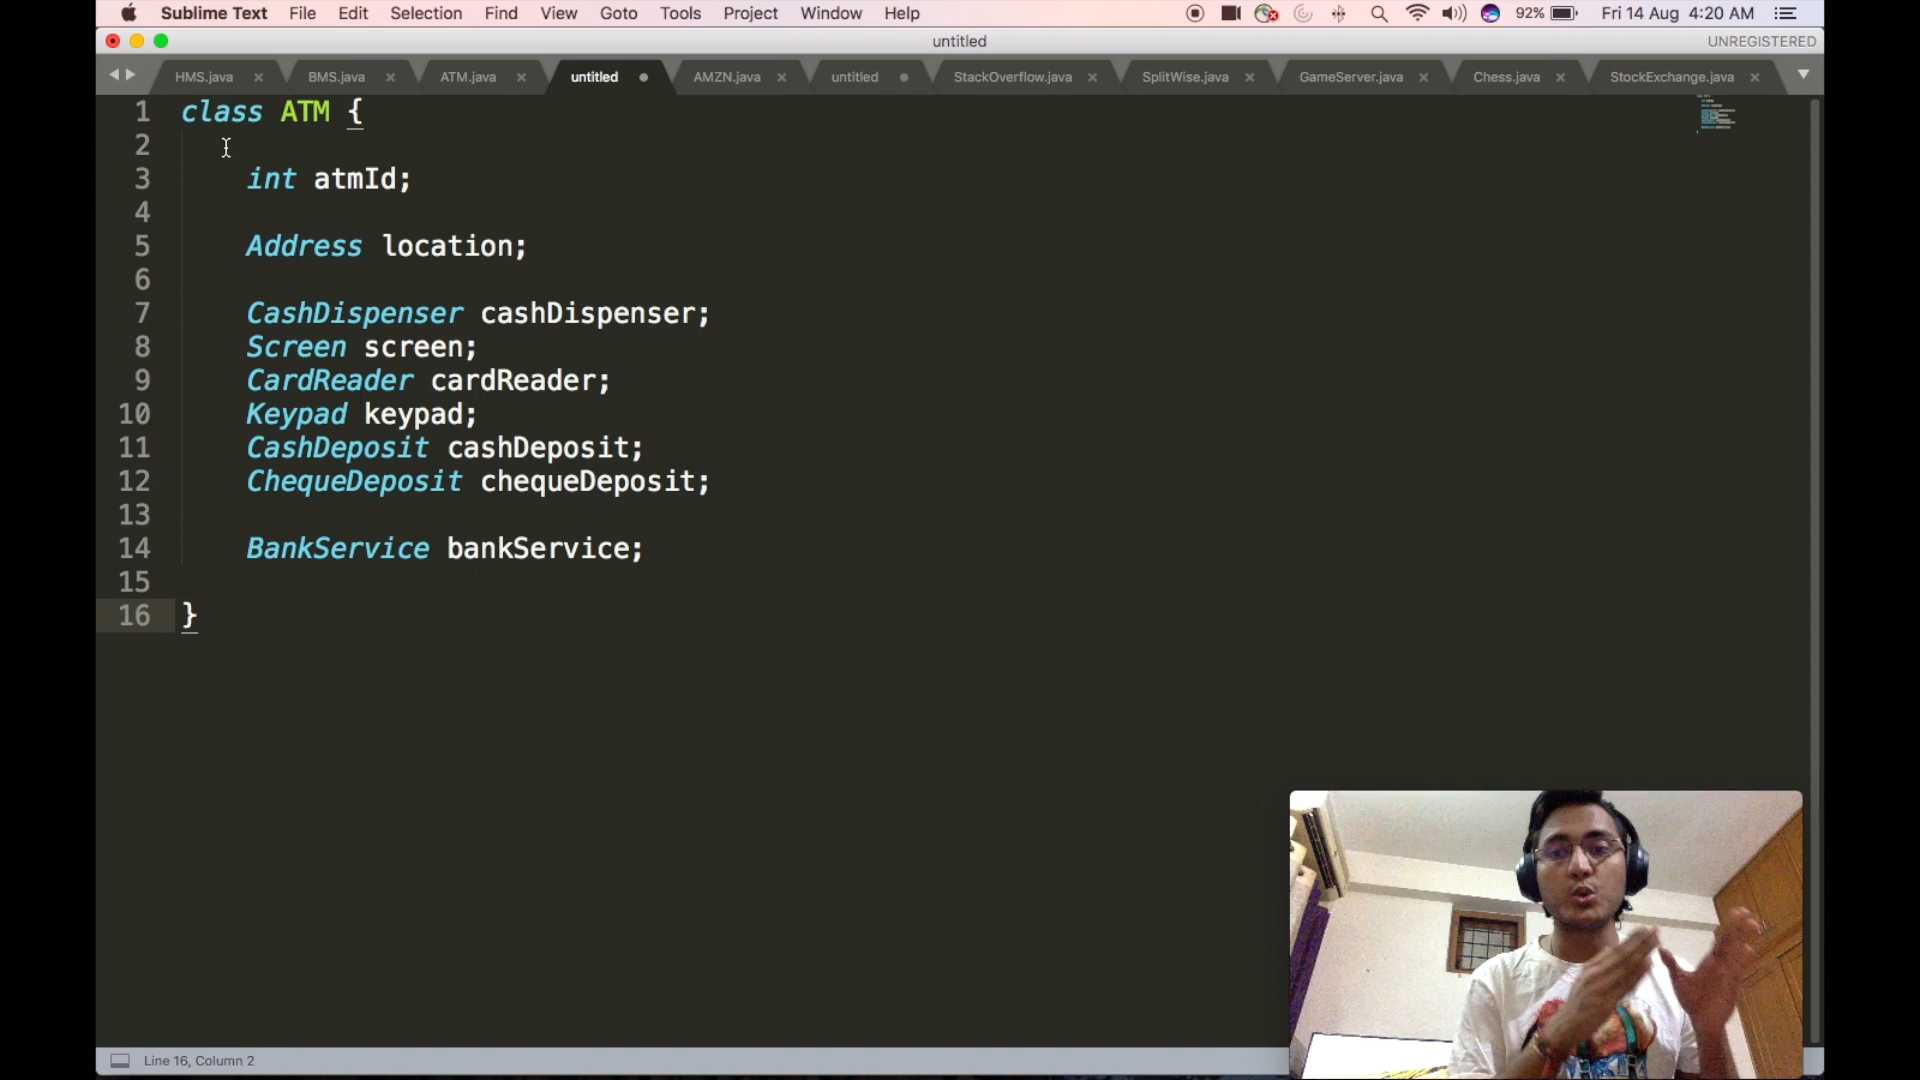 Sublime Text File Edit Selection Find View Goto Tools Project Window Help 92% Fri 14 Aug 4:20 AM
untitled UNREGISTERED
HMS.java BMS.java ATM.java untitled AMZN.java untitled StackOverflow.java SplitWise.java GameServer.java Chess.java StockExchange.java
1 class ATM {
2
3 int atmId;
4
5 Address location;
6
7 CashDispenser cashDispenser;
8 Screen screen;
9 CardReader cardReader;
10 Keypad keypad;
11 CashDeposit cashDeposit;
12 ChequeDeposit chequeDeposit;
13
14 BankService bankService;
15
16 }
Line 16, Column 2